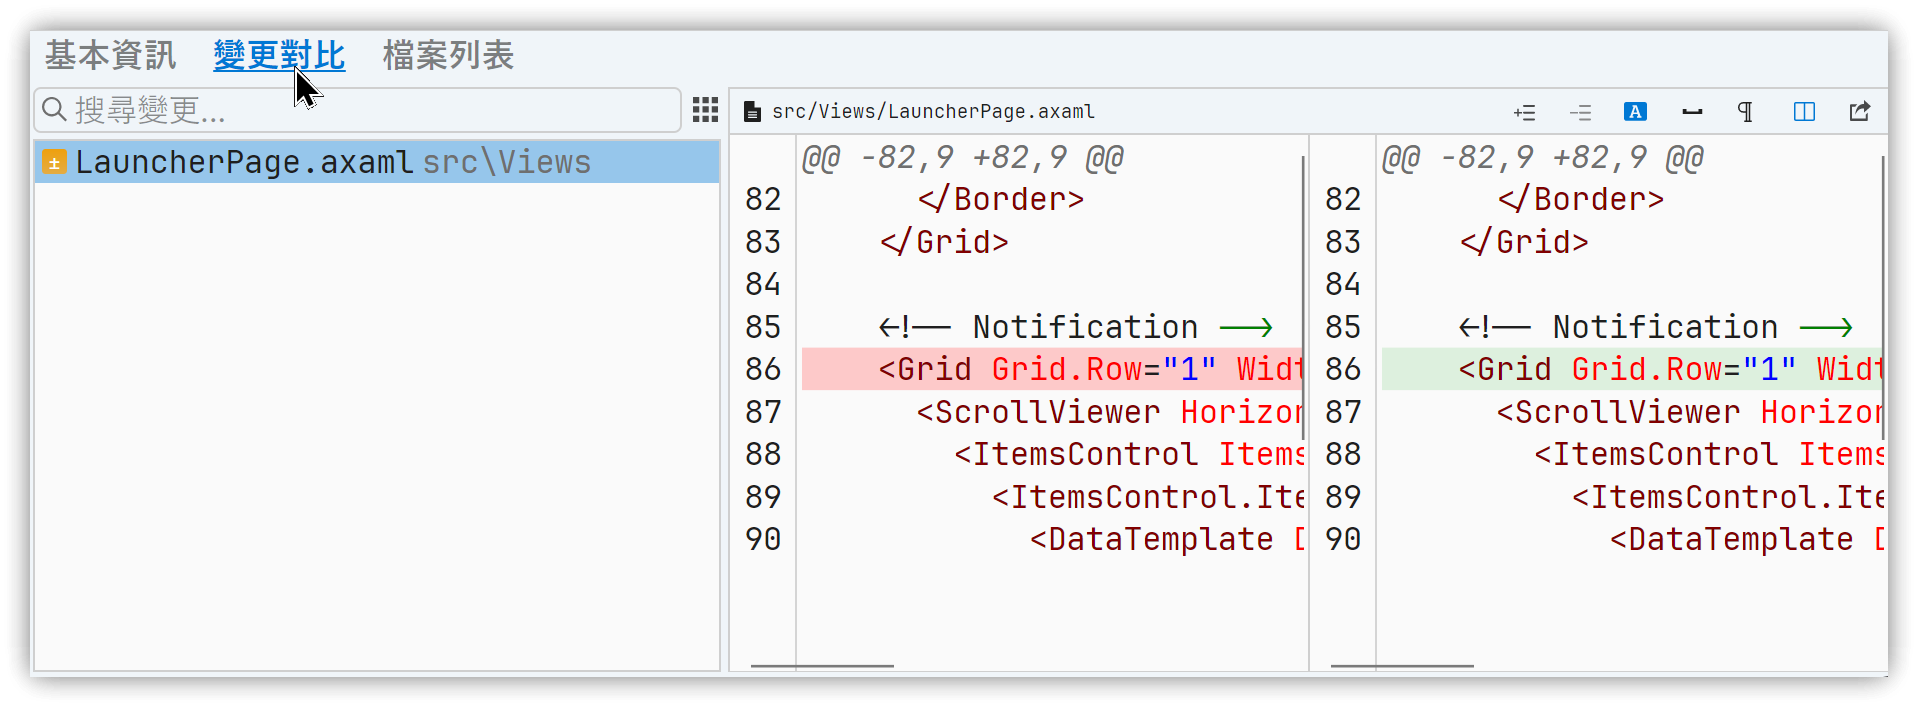 基本資訊 變更對比 檔案列表
搜尋變更...
LauncherPage.axaml src\Views
src/Views/LauncherPage.axaml
@@ -82,9 +82,9 @@
82 </Border>
83 </Grid>
84
85 <!-- Notification -->
86 <Grid Grid.Row="1" Widt
87 <ScrollViewer Horizon
88 <ItemsControl Items
89 <ItemsControl.Ite
90 <DataTemplate D
@@ -82,9 +82,9 @@
82 </Border>
83 </Grid>
84
85 <!-- Notification -->
86 <Grid Grid.Row="1" Widt
87 <ScrollViewer Horizon
88 <ItemsControl Items
89 <ItemsControl.Ite
90 <DataTemplate D